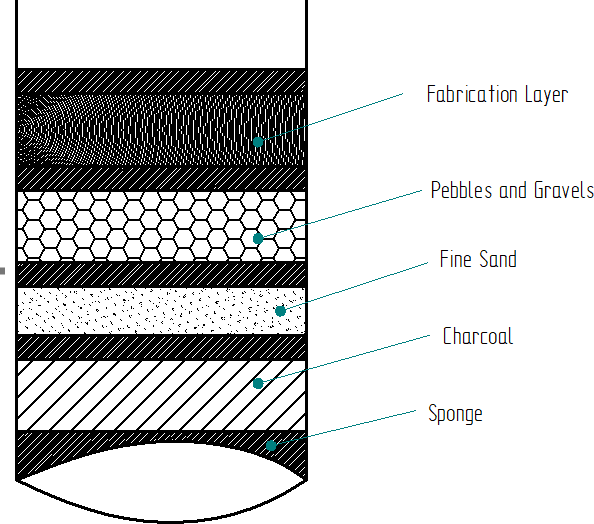 Fabrication Layer
Pebbles and Gravels
Fine Sand
Charcoal
Sponge